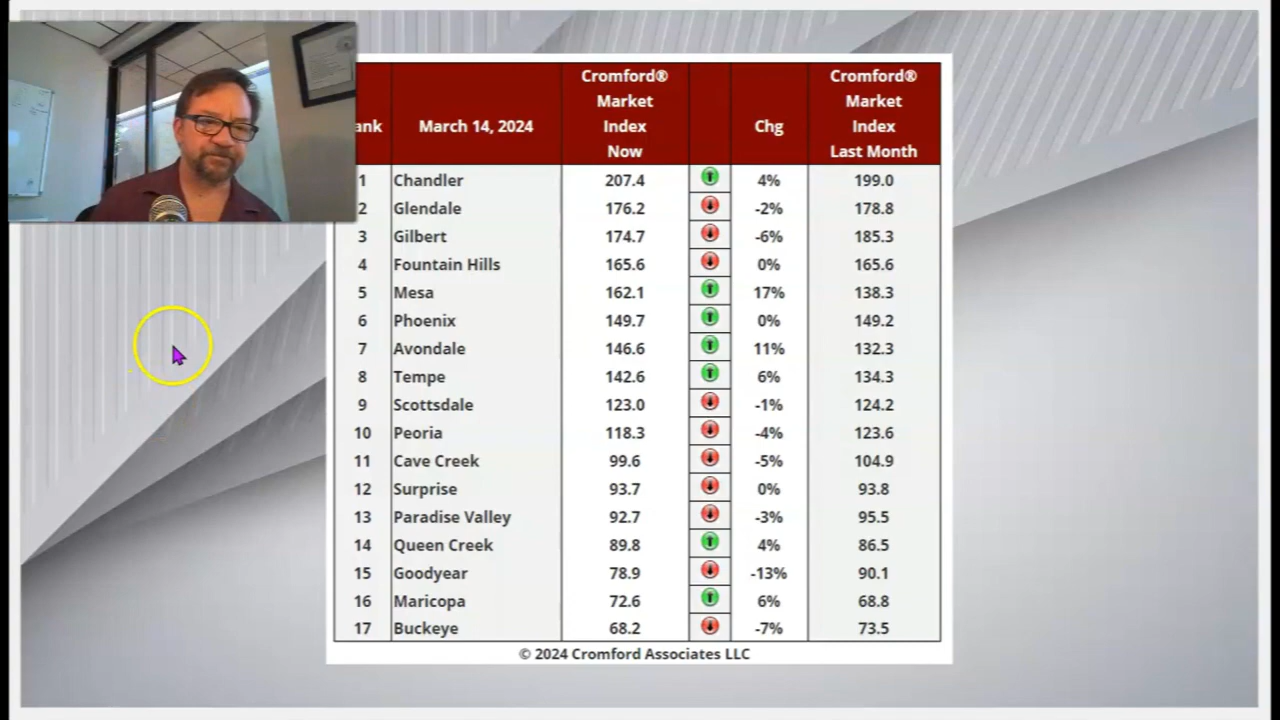 ank March 14, 2024 Cromford® Market Index Now Chg Cromford® Market Index Last Month
1 Chandler 207.4 4% 199.0
2 Glendale 176.2 -2% 178.8
3 Gilbert 174.7 -6% 185.3
4 Fountain Hills 165.6 0% 165.6
5 Mesa 162.1 17% 138.3
6 Phoenix 149.7 0% 149.2
7 Avondale 146.6 11% 132.3
8 Tempe 142.6 6% 134.3
9 Scottsdale 123.0 -1% 124.2
10 Peoria 118.3 -4% 123.6
11 Cave Creek 99.6 -5% 104.9
12 Surprise 93.7 0% 93.8
13 Paradise Valley 92.7 -3% 95.5
14 Queen Creek 89.8 4% 86.5
15 Goodyear 78.9 -13% 90.1
16 Maricopa 72.6 6% 68.8
17 Buckeye 68.2 -7% 73.5
© 2024 Cromford Associates LLC